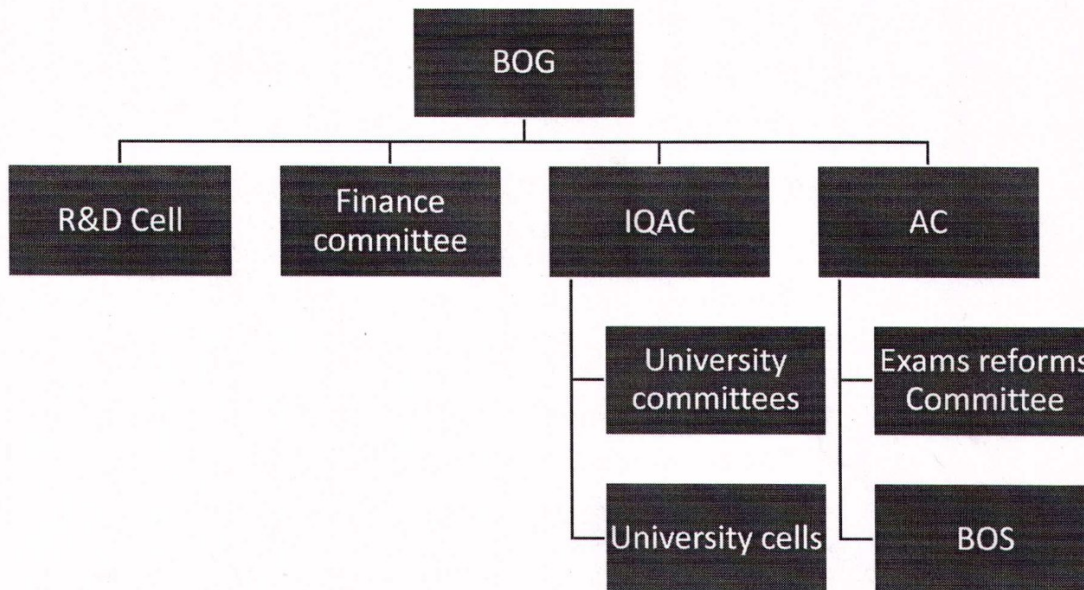 BOG
R&D Cell
Finance
committee
IQAC
AC
University
committees
Exams reforms
Committee
University cells
BOS